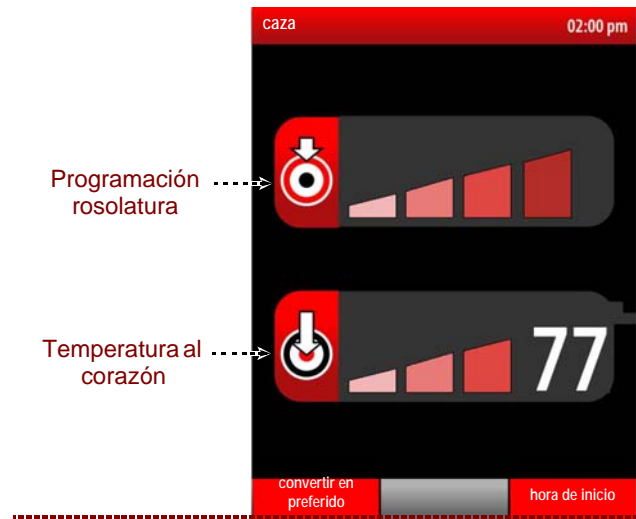 caza
02:00 pm
Programación
rosolatura
Temperatura al
corazón
77
convertir en
preferido
hora de inicio